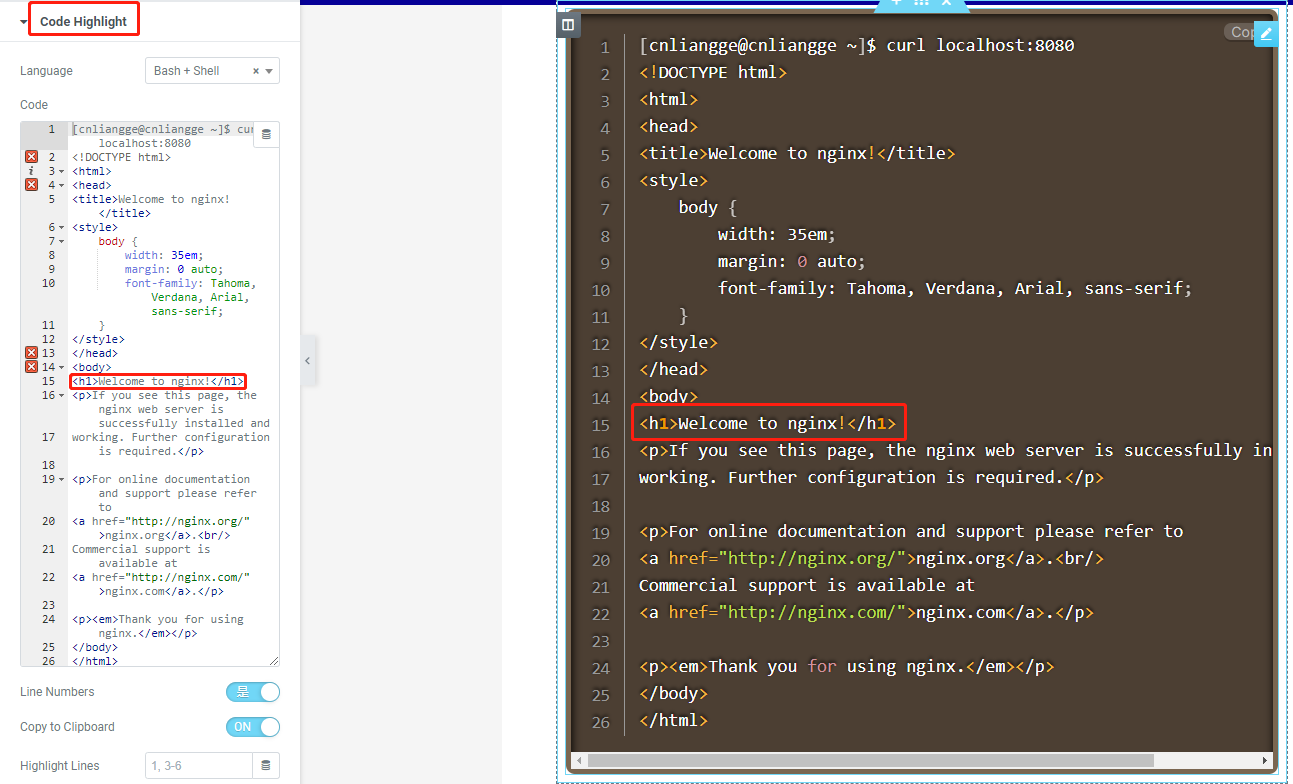 Code Highlight
Language
Bash + Shell
Code
1 [cnliangge@cnliangge ~]$ cur
localhost:8080
2 <!DOCTYPE html>
3 <html>
4 <head>
5 <title>Welcome to nginx!
</title>
6 <style>
7 body {
8 width: 35em;
9 margin: 0 auto;
10 font-family: Tahoma,
Verdana, Arial,
sans-serif;
11 }
12 </style>
13 </head>
14 <body>
15 <h1>Welcome to nginx!</h1>
16 <p>If you see this page, the
nginx web server is
successfully installed and
17 working. Further configuration
is required.</p>
18
19 <p>For online documentation
and support please refer
to
20 <a href="http://nginx.org/"
>nginx.org</a>.<br/>
21 Commercial support is
available at
22 <a href="http://nginx.com/"
>nginx.com</a>.</p>
23
24 <p><em>Thank you for using
nginx.</em></p>
25 </body>
26 </html>
Line Numbers
是
Copy to Clipboard
ON
Highlight Lines
1, 3-6
Cop
1 [cnliangge@cnliangge ~]$ curl localhost:8080
2 <!DOCTYPE html>
3 <html>
4 <head>
5 <title>Welcome to nginx!</title>
6 <style>
7 body {
8 width: 35em;
9 margin: 0 auto;
10 font-family: Tahoma, Verdana, Arial, sans-serif;
11 }
12 </style>
13 </head>
14 <body>
15 <h1>Welcome to nginx!</h1>
16 <p>If you see this page, the nginx web server is successfully in
17 working. Further configuration is required.</p>
18
19 <p>For online documentation and support please refer to
20 <a href="http://nginx.org/">nginx.org</a>.<br/>
21 Commercial support is available at
22 <a href="http://nginx.com/">nginx.com</a>.</p>
23
24 <p><em>Thank you for using nginx.</em></p>
25 </body>
26 </html>